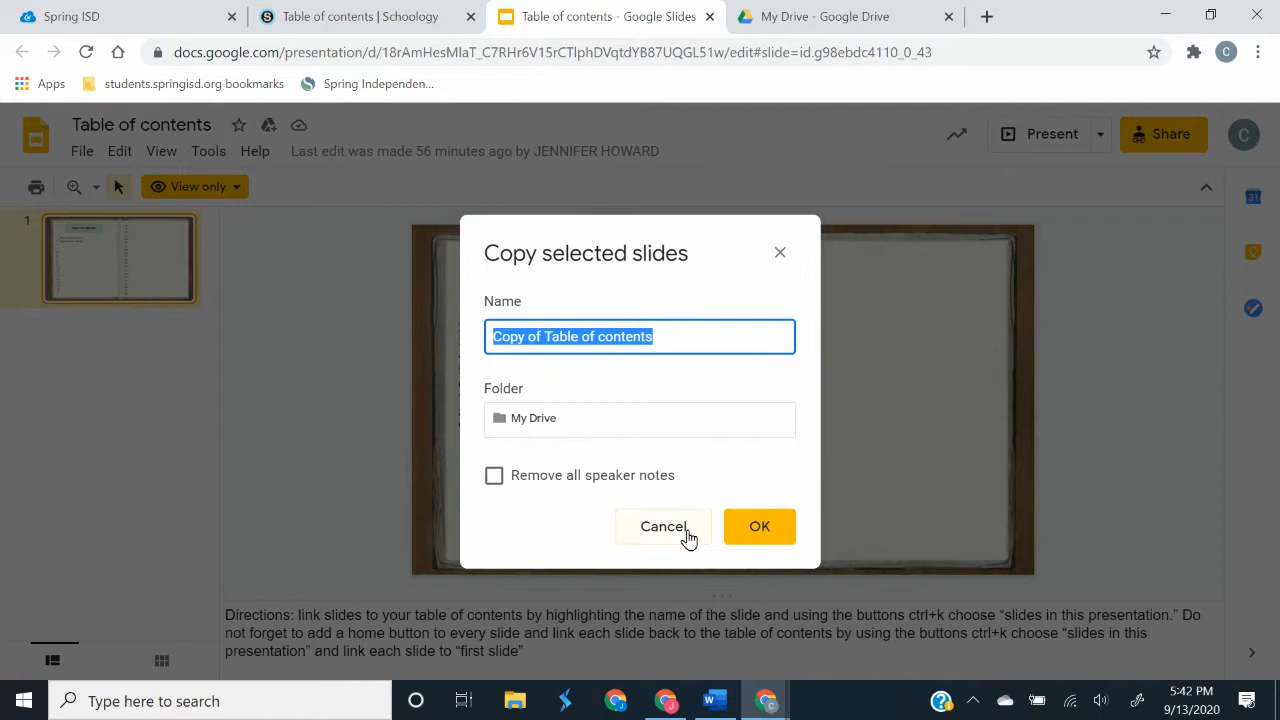 Spring ISD
Table of contents | Schoology
Table of contents - Google Slides
My Drive - Google Drive
docs.google.com/presentation/d/18rAmHesMlaT_C7RHr6V15rCTlphDVqtdYB87UQGL51w/edit#slide=id.g98ebdc4110_0_43
C
Apps
students.springisd.org bookmarks
Spring Independen...
Table of contents
Present
Share
C
File Edit View Tools Help
Last edit was made 56 minutes ago by JENNIFER HOWARD
View only
31
1
Copy selected slides
Name
Copy of Table of contents
Folder
My Drive
Remove all speaker notes
Cancel
OK
Directions: link slides to your table of contents by highlighting the name of the slide and using the buttons ctrl+k choose “slides in this presentation.” Do
not forget to add a home button to every slide and link each slide back to the table of contents by using the buttons ctrl+k choose “slides in this
presentation” and link each slide to “first slide”
Type here to search
5:42 PM
9/13/2020